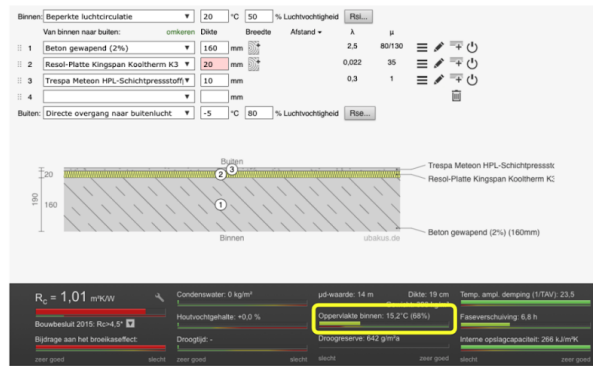 Binnen: Beperkte luchtcirculatie 20 °C 50 % Luchtvochtigheid Rsi...
Van binnen naar buiten: omkeren Dikte Breedte Afstand λ μ
1 Beton gewapend (2%) 160 mm 2,5 80/130
2 Resol-Platte Kingspan Kooltherm K3 20 mm 0,022 35
3 Trespa Meteon HPL-Schichtpressstoff 10 mm 0,3 1
4 mm
Buiten: Directe overgang naar buitenlucht -5 °C 80 % Luchtvochtigheid Rse...
Buiten
Trespa Meteon HPL-Schichtpresssto
3
20
2
Resol-Platte Kingspan Kooltherm K3
190
160
1
Beton gewapend (2%) (160mm)
Binnen
ubakus.de
Rc = 1,01 m²K/W
Condenswater: 0 kg/m²
μd-waarde: 14 m
Dikte: 19 cm
Temp. ampl. demping (1/TAV): 23,5
Bouwbesluit 2015: Rc>4,5*
Houtvochtgehalte: +0,0 %
Oppervlakte binnen: 15,2°C (68%)
Faseverschuiving: 6,8 h
Bijdrage aan het broeikaseffect:
Droogtijd: -
Droogreserve: 642 g/m²a
Interne opslagcapaciteit: 266 kJ/m²K
zeer goed slecht zeer goed slecht slecht zeer goed slecht zeer goed